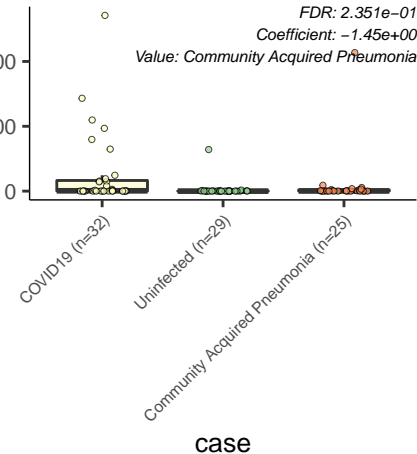 FDR: 2.351e−01
Coefficient: −1.45e+00
Value: Community Acquired Pneumonia
00
00
0
COVID19 (n=32)
Uninfected (n=29)
Community Acquired Pneumonia (n=25)
case